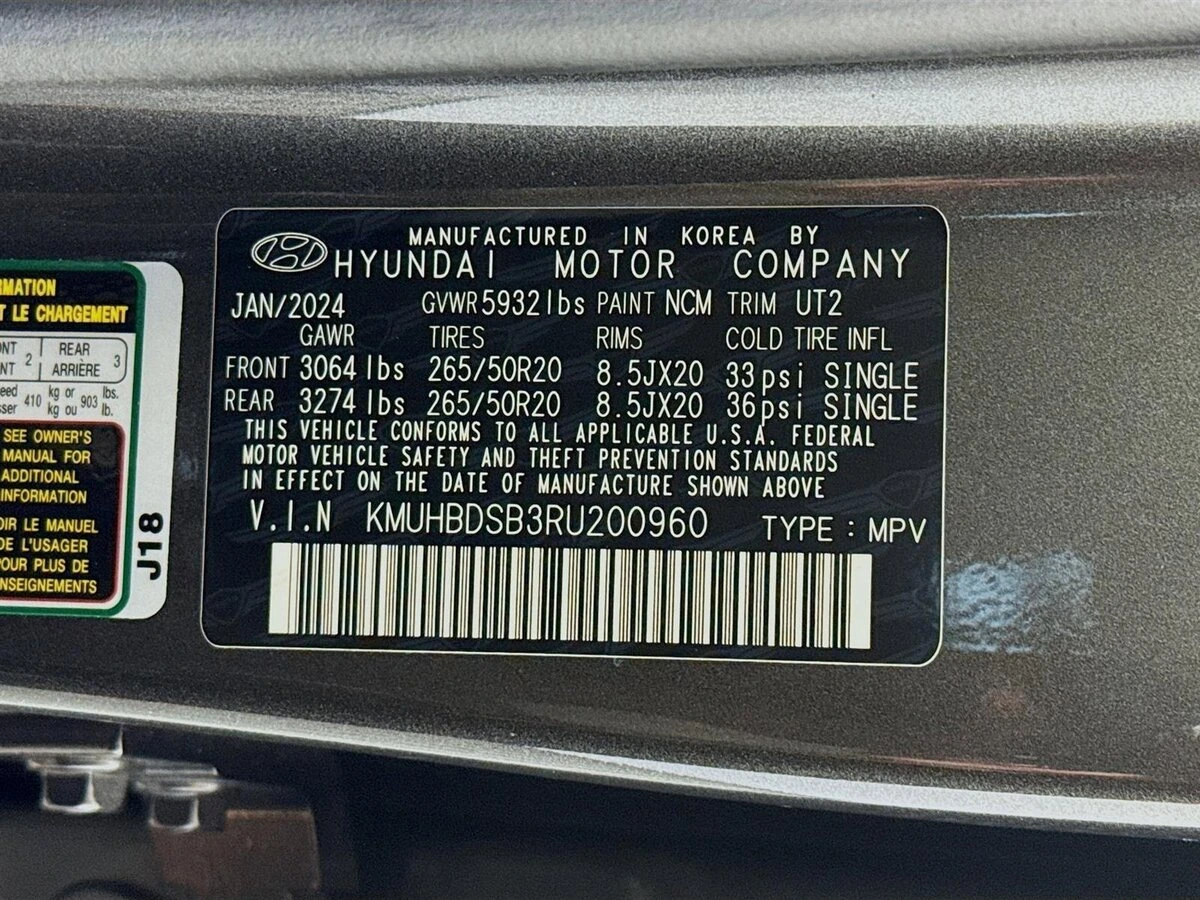 MANUFACTURED IN KOREA BY
HYUNDAI MOTOR COMPANY
JAN/2024 GVWR 5932 lbs PAINT NCM TRIM UT2
GAWR TIRES RIMS COLD TIRE INFL
FRONT 3064 lbs 265/50R20 8.5JX20 33psi SINGLE
REAR 3274 lbs 265/50R20 8.5JX20 36psi SINGLE
THIS VEHICLE CONFORMS TO ALL APPLICABLE U.S.A. FEDERAL
MOTOR VEHICLE SAFETY AND THEFT PREVENTION STANDARDS
IN EFFECT ON THE DATE OF MANUFACTURE SHOWN ABOVE
V.I.N KMUHBDSB3RU200960 TYPE : MPV
LE CHARGEMENT
2 REAR 3
ARRIÈRE
410 kg or 903 lbs.
kg ou lb.
SEE OWNER'S
MANUAL FOR
ADDITIONAL
INFORMATION
LE MANUEL
DE L'USAGER
POUR PLUS DE
J18